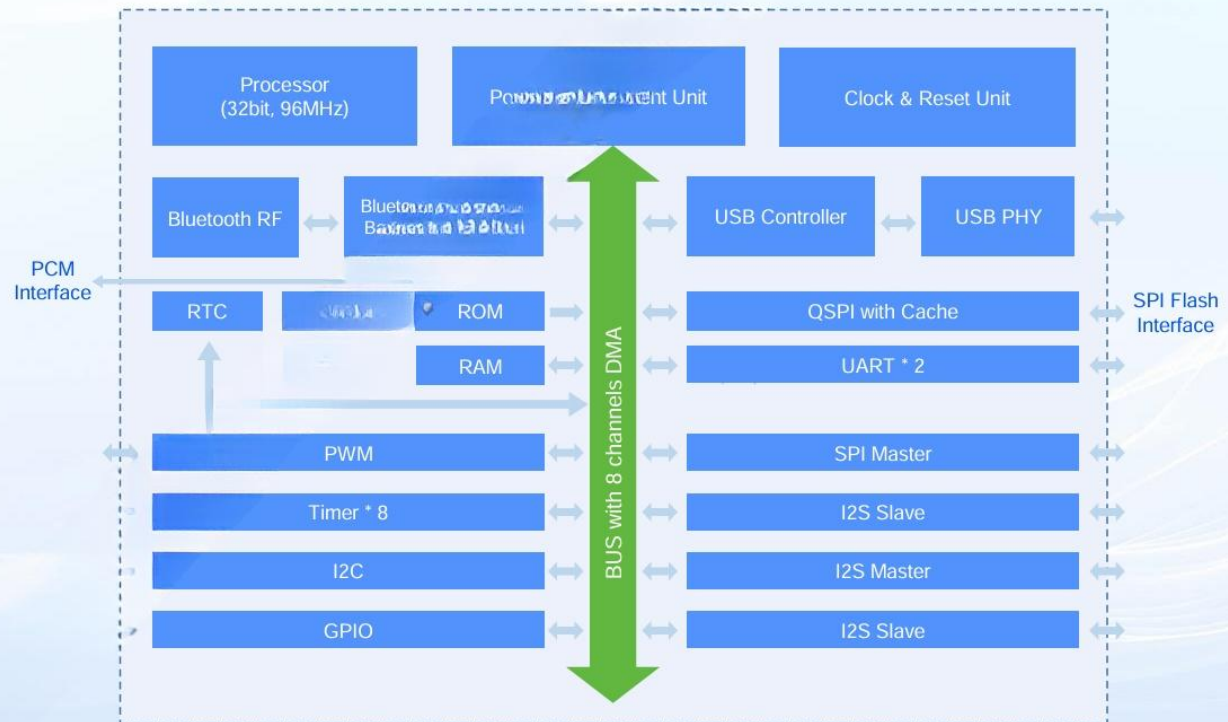 Processor
(32bit, 96MHz)
Unit
Clock & Reset Unit
Bluetooth RF
USB Controller
USB PHY
PCM
Interface
RTC
ROM
QSPI with Cache
SPI Flash
Interface
RAM
UART * 2
BUS with 8 channels DMA
PWM
SPI Master
Timer * 8
I2S Slave
I2C
I2S Master
GPIO
I2S Slave